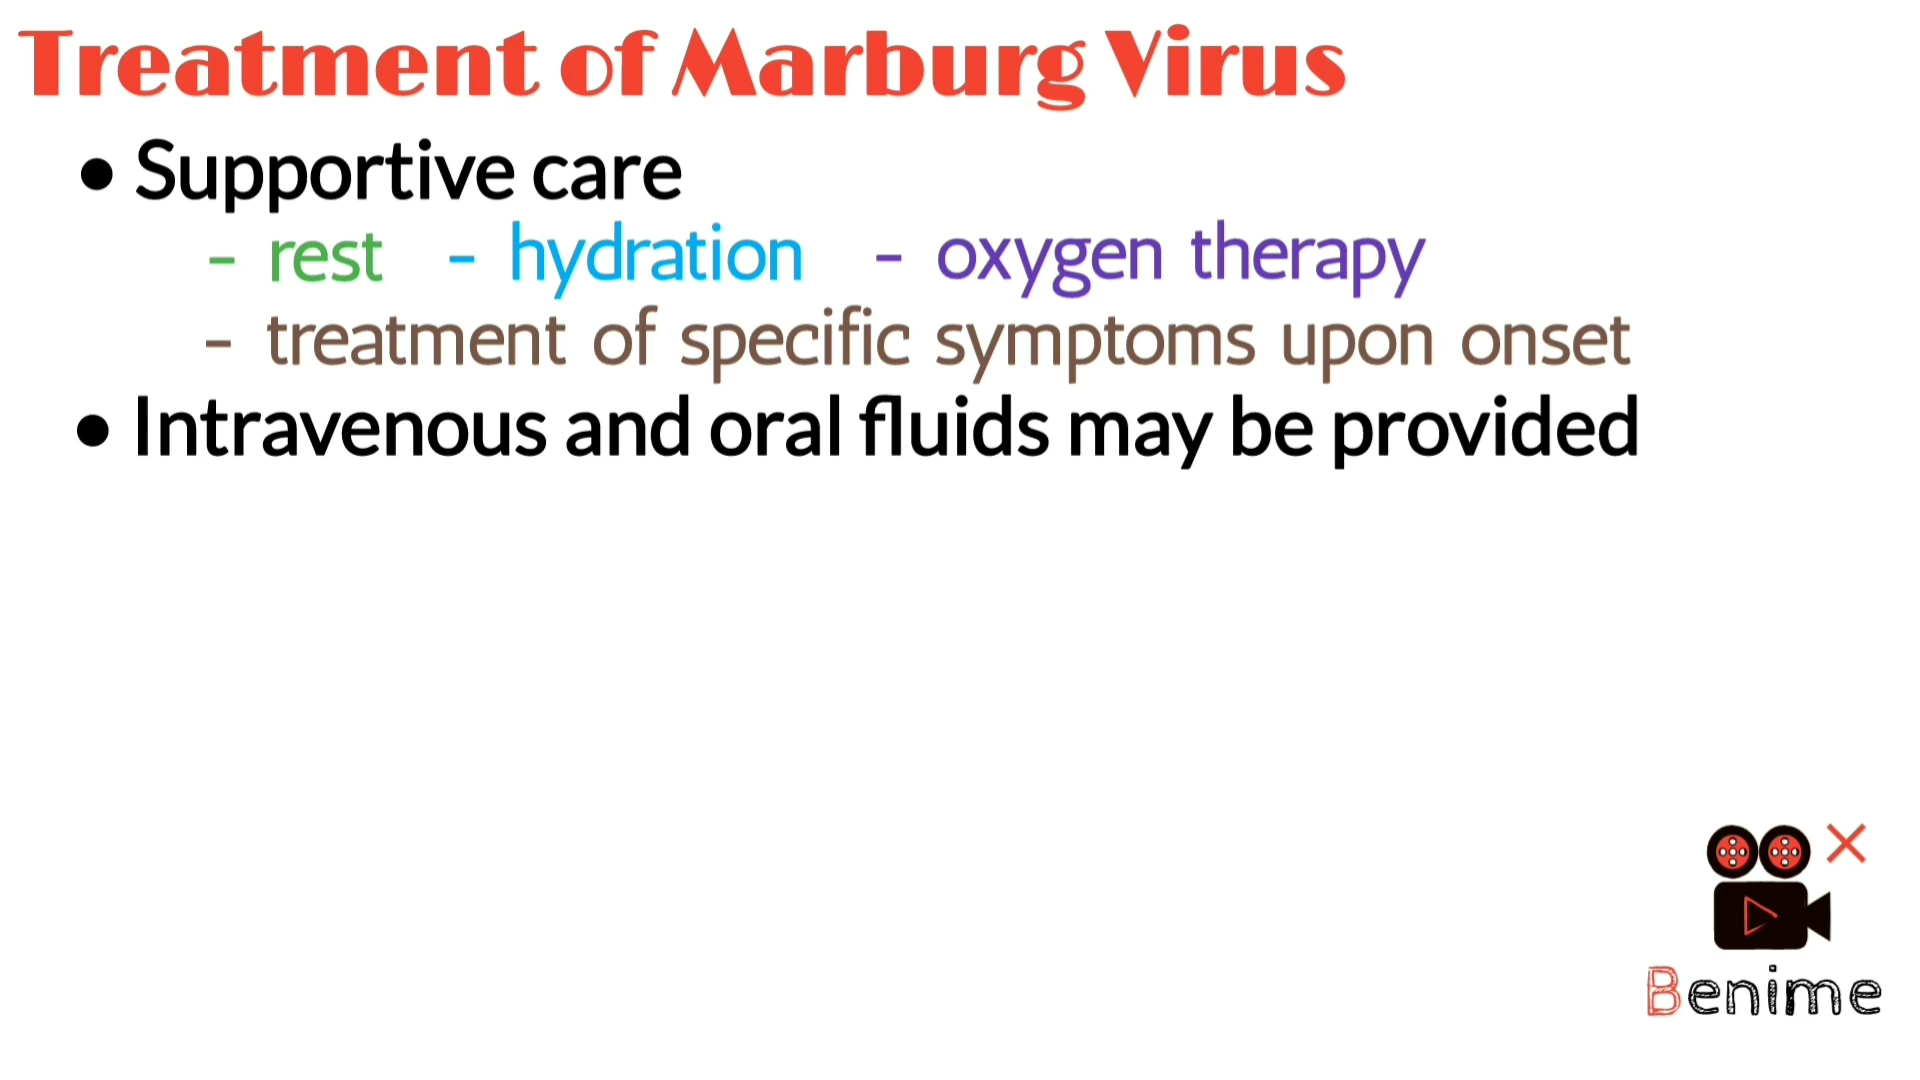 Treatment of Marburg Virus
• Supportive care
- rest - hydration - oxygen therapy
- treatment of specific symptoms upon onset
• Intravenous and oral fluids may be provided
Benime